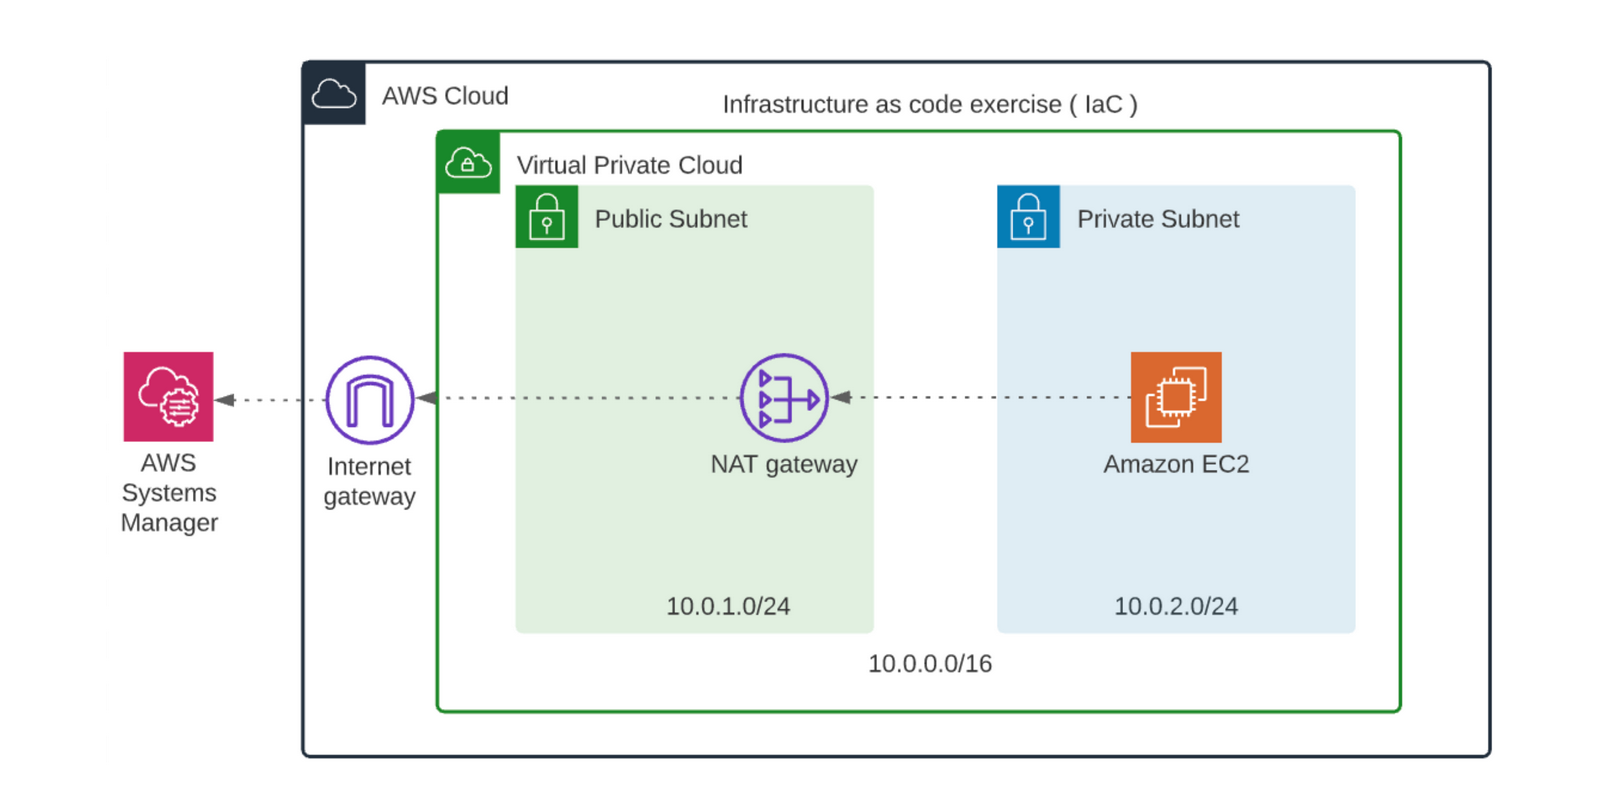 AWS Cloud
Infrastructure as code exercise ( IaC )
Virtual Private Cloud
Public Subnet
Private Subnet
AWS
Systems
Manager
Internet
gateway
NAT gateway
Amazon EC2
10.0.1.0/24
10.0.2.0/24
10.0.0.0/16